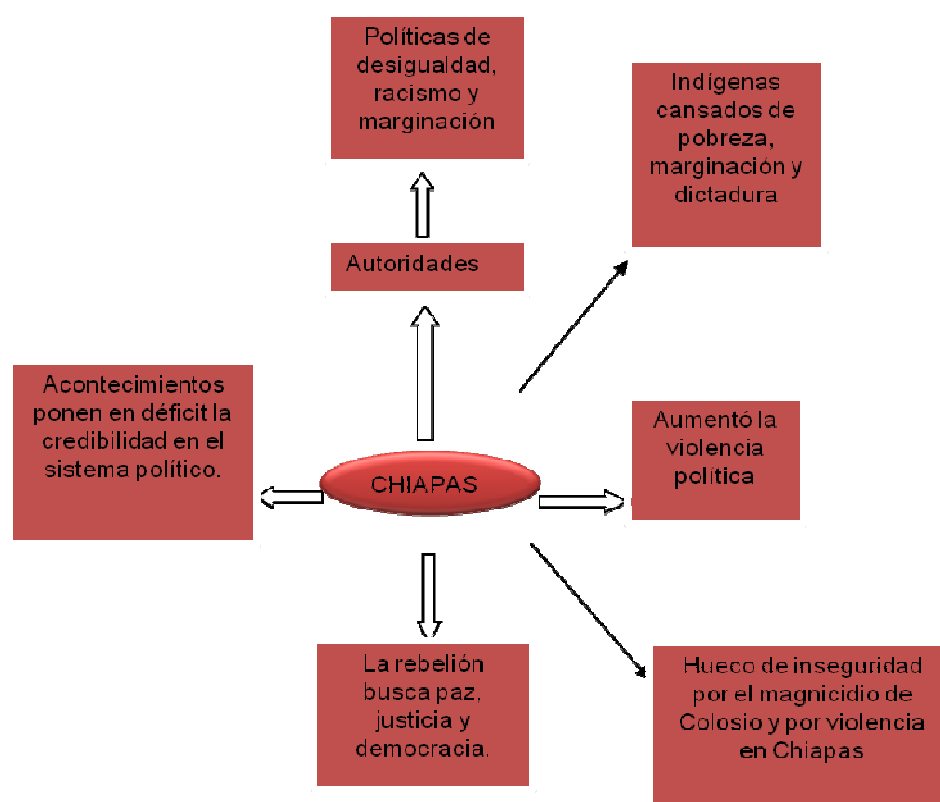 Políticas de
desigualdad,
racismo y
marginación
Indígenas
cansados de
pobreza,
marginación y
dictadura
Autoridades
Acontecimientos
ponen en déficit la
credibilidad en el
sistema político.
Aumentó la
violencia
política
CHIAPAS
La rebelión
busca paz,
justicia y
democracia.
Hueco de inseguridad
por el magnicidio de
Colosio y por violencia
en Chiapas